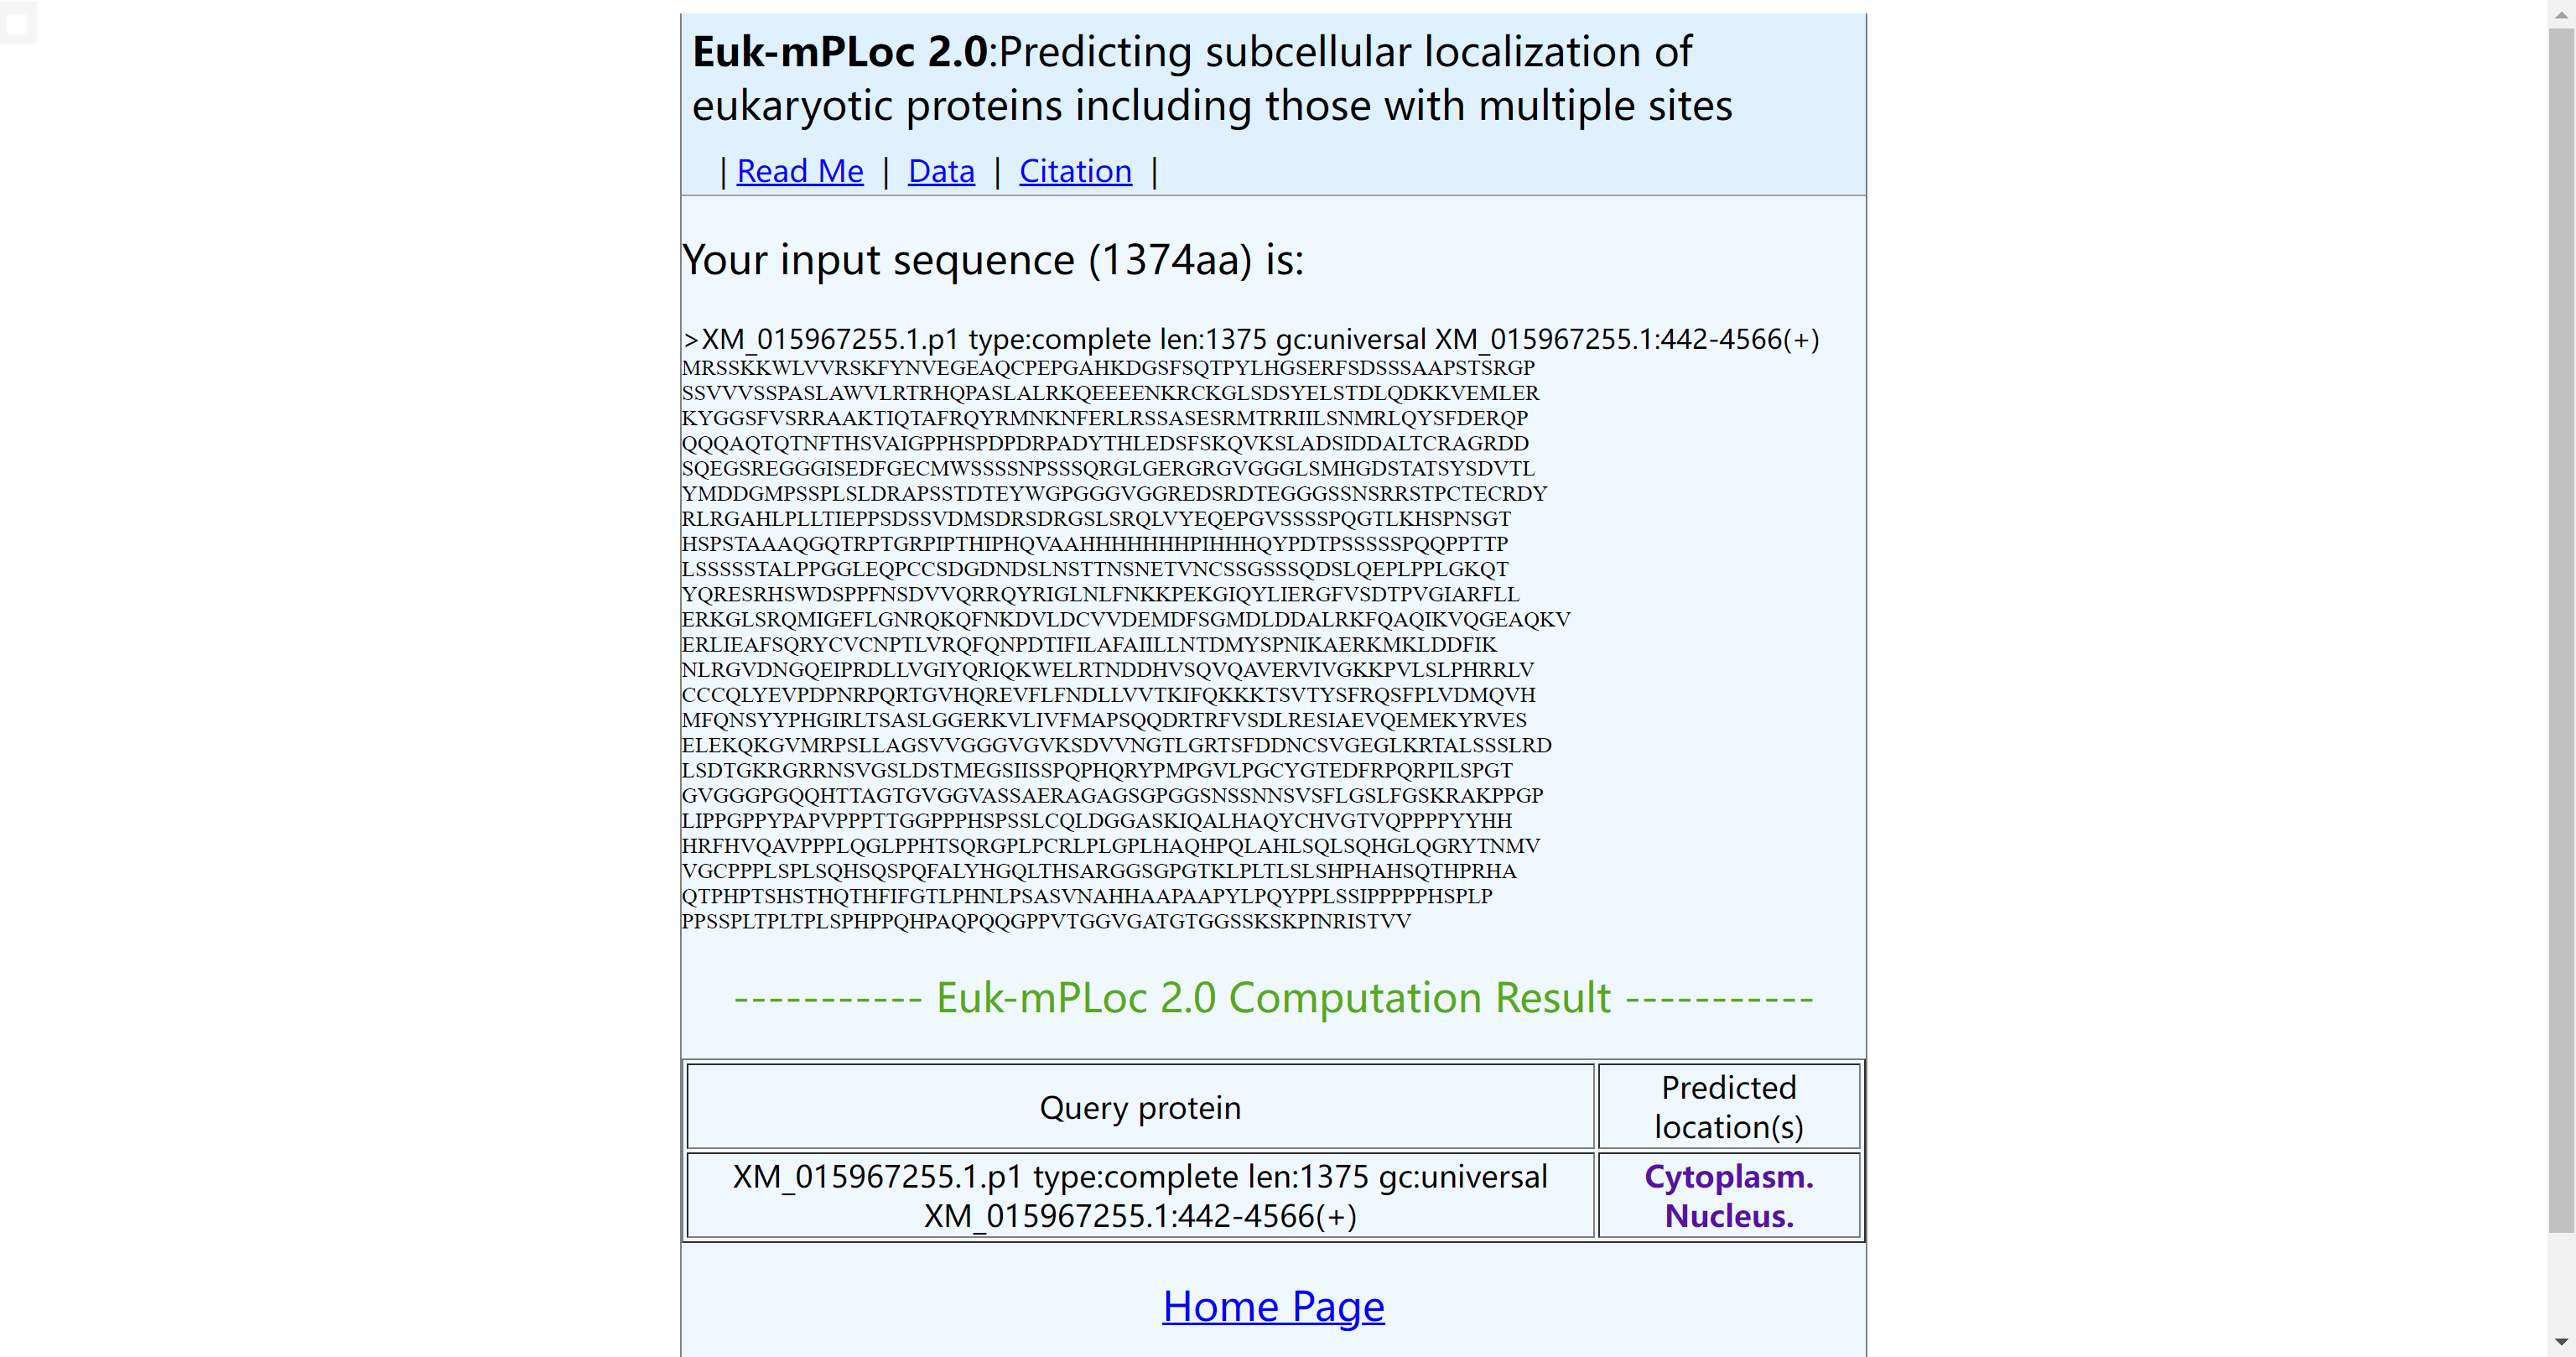 Euk-mPLoc 2.0:Predicting subcellular localization of
eukaryotic proteins including those with multiple sites
| Read Me | Data | Citation |
Your input sequence (1374aa) is:
>XM_015967255.1.p1 type:complete len:1375 gc:universal XM_015967255.1:442-4566(+)
MRSSKKWLVVRSKFYNVEGEAQCPEPGAHKDGSFSQTPYLHGSERFSDSSSAAPSTSRGP
SSVVVSSPASLAWVLRTRHQPASLALRKQEEEENKRCKGLSDSYELSTDLQDKKVEMLER
KYGGSFVSRRAAKTIQTAFRQYRMNKNFERLRSSASESRMTRRIILSNMRLQYSFDERQP
QQQAQTQTNFTHSVAIGPPHSPDPDRPADYTHLEDSFSKQVKSLADSIDDALTCRAGRDD
SQEGSREGGGISEDFGECMWSSSSNPSSSQRGLGERGRGVGGGLSMHGDSTATSYSDVTL
YMDDGMPSSPLSLDRAPSSTDTEYWGPGGGVGGREDSRDTEGGGSSNSRRSTPCTECRDY
RLRGAHLPLLTIEPPSDSSVDMSDRSDRGSLSRQLVYEQEPGVSSSSPQGTLKHSPNSGT
HSPSTAAAQGQTRPTGRPIPTHIPHQVAAHHHHHHHPIHHHQYPDTPSSSSSPQQPPTTP
LSSSSSTALPPGGLEQPCCSDGDNDSLNSTTNSNETVNCSSGSSSQDSLQEPLPPLGKQT
YQRESRHSWDSPPFNSDVVQRRQYRIGLNLFNKKPEKGIQYLIERGFVSDTPVGIARFLL
ERKGLSRQMIGEFLGNRQKQFNKDVLDCVVDEMDFSGMDLDDALRKFQAQIKVQGEAQKV
ERLIEAFSQRYCVCNPTLVRQFQNPDTIFILAFAIILLNTDMYSPNIKAERKMKLDDFIK
NLRGVDNGQEIPRDLLVGIYQRIQKWELRTNDDHVSQVQAVERVIVGKKPVLSLPHRRLV
CCCQLYEVPDPNRPQRTGVHQREVFLFNDLLVVTKIFQKKKTSVTYSFRQSFPLVDMQVH
MFQNSYYPHGIRLTSASLGGERKVLIVFMAPSQQDRTRFVSDLRESIAEVQEMEKYRVES
ELEKQKGVMRPSLLAGSVVGGGVGVKSDVVNGTLGRTSFDDNCSVGEGLKRTALSSSLRD
LSDTGKRGRRNSVGSLDSTMEGSIISSPQPHQRYPMPGVLPGCYGTEDFRPQRPILSPGT
GVGGGPGQQHTTAGTGVGGVASSAERAGAGSGPGGSNSSNNSVSFLGSLFGSKRAKPPGP
LIPPGPPYPAPVPPPTTGGPPPHSPSSLCQLDGGASKIQALHAQYCHVGTVQPPPPYYHH
HRFHVQAVPPPLQGLPPHTSQRGPLPCRLPLGPLHAQHPQLAHLSQLSQHGLQGRYTNMV
VGCPPPLSPLSQHSQSPQFALYHGQLTHSARGGSGPGTKLPLTLSLSHPHAHSQTHPRHA
QTPHPTSHSTHQTHFIFGTLPHNLPSASVNAHHAAPAAPYLPQYPPLSSIPPPPPHSPLP
PPSSPLTPLTPLSPHPPQHPAQPQQGPPVTGGVGATGTGGSSKSKPINRISTVV
----------- Euk-mPLoc 2.0 Computation Result -----------
Query protein
Predicted
location(s)
XM_015967255.1.p1 type:complete len:1375 gc:universal
XM_015967255.1:442-4566(+)
Cytoplasm.
Nucleus.
Home Page